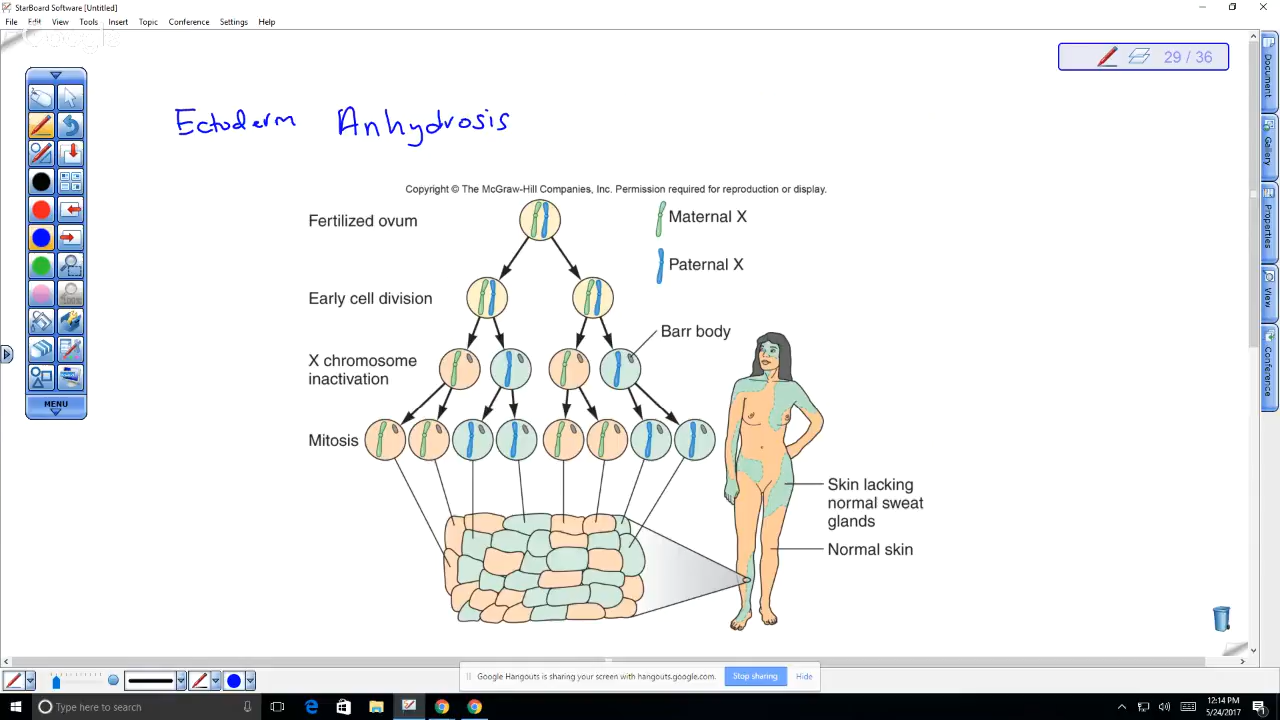 StarBoard Software [Untitled]
File Edit View Tools Insert Topic Conference Settings Help
29 / 36
Ectoderm Anhydrosis
Copyright © The McGraw-Hill Companies, Inc. Permission required for reproduction or display.
Fertilized ovum
Maternal X
Paternal X
Early cell division
Barr body
X chromosome
inactivation
Mitosis
Skin lacking
normal sweat
glands
Normal skin
MENU
Document
Gallery
Properties
View
Conference
Google Hangouts is sharing your screen with hangouts.google.com.
Stop sharing
Hide
Type here to search
12:14 PM
5/24/2017